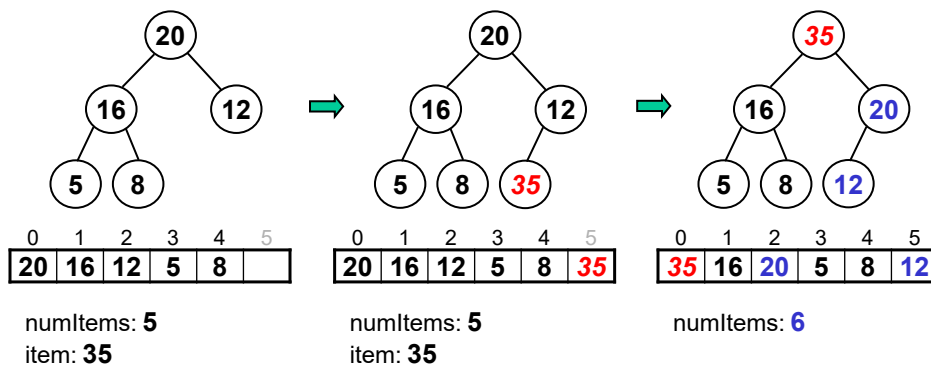 20 20 35
16 12 16 12 16 20
5 8 5 8 35 5 8 12
0 1 2 3 4 5 0 1 2 3 4 5 0 1 2 3 4 5
20 16 12 5 8 20 16 12 5 8 35 35 16 20 5 8 12
numItems: 5 numItems: 5 numItems: 6
item: 35 item: 35